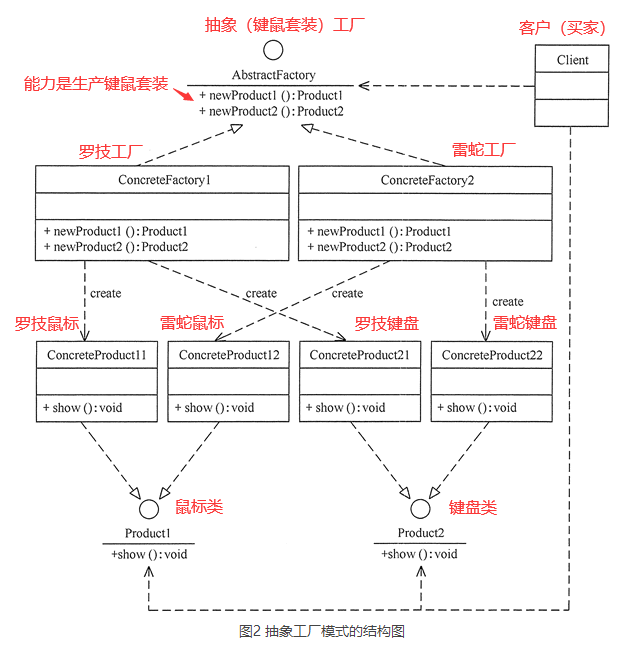 抽象（键鼠套装）工厂
客户（买家）
AbstractFactory
Client
能力是生产键鼠套装
+ newProduct1 ():Product1
+ newProduct2 ():Product2
罗技工厂
雷蛇工厂
ConcreteFactory1
ConcreteFactory2
+ newProduct1 ():Product1
+ newProduct2 ():Product2
+ newProduct1 ():Product1
+ newProduct2 ():Product2
create
create
create
create
罗技鼠标
雷蛇鼠标
罗技键盘
雷蛇键盘
ConcreteProduct11
ConcreteProduct12
ConcreteProduct21
ConcreteProduct22
+ show ():void
+ show ():void
+ show ():void
+ show ():void
鼠标类
键盘类
Product1
Product2
+show ():void
+show ():void
图2 抽象工厂模式的结构图